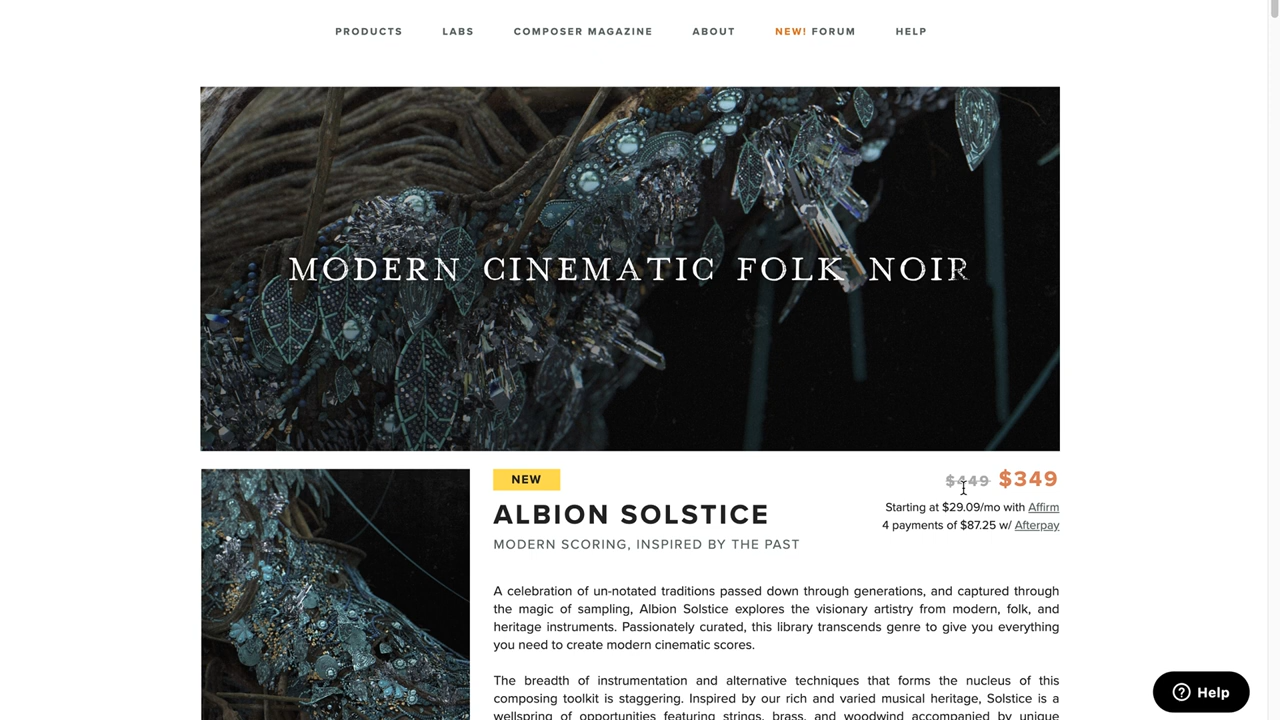 PRODUCTS LABS COMPOSER MAGAZINE ABOUT NEW! FORUM HELP
MODERN CINEMATIC FOLK NOIR
NEW
$449 $349
ALBION SOLSTICE
Starting at $29.09/mo with Affirm
4 payments of $87.25 w/ Afterpay
MODERN SCORING, INSPIRED BY THE PAST
A celebration of un-notated traditions passed down through generations, and captured through
the magic of sampling, Albion Solstice explores the visionary artistry from modern, folk, and
heritage instruments. Passionately curated, this library transcends genre to give you everything
you need to create modern cinematic scores.
The breadth of instrumentation and alternative techniques that forms the nucleus of this
composing toolkit is staggering. Inspired by our rich and varied musical heritage, Solstice is a
wellspring of opportunities featuring strings, brass, and woodwind accompanied by unique
Help